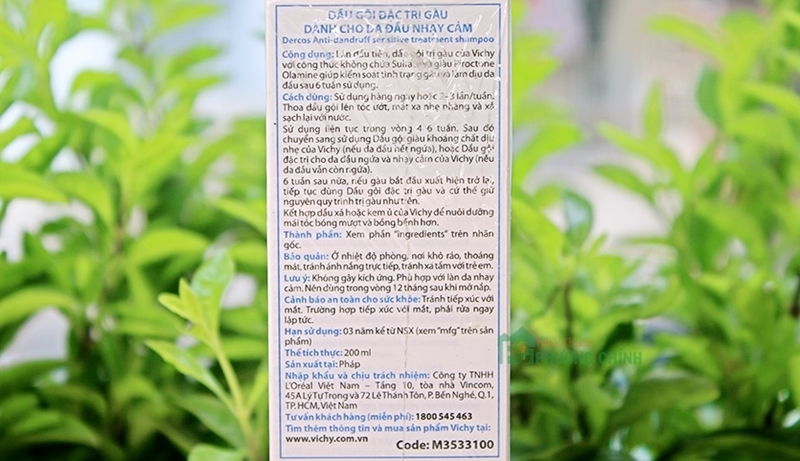 DẦU GỘI ĐẶC TRỊ GÀU
DÀNH CHO DA ĐẦU NHẠY CẢM
Dercos Anti-dandruff sensitive treatment shampoo
Công dụng: Lần đầu tiên, dầu gội trị gàu của Vichy
với công thức không chứa giàu Piroctone
Olamine giúp kiểm soát tình trạng gàu và làm dịu da
đầu sau 6 tuần sử dụng.
Cách dùng: Sử dụng hàng ngày hoặc 2-3 lần/tuần.
Thoa dầu gội lên tóc ướt, mát xa nhẹ nhàng và xả
sạch lại với nước.
Sử dụng liên tục trong vòng 4-6 tuần. Sau đó
chuyển sang sử dụng Dầu gội giàu khoáng chất dịu
nhẹ của Vichy (nếu da đầu hết ngứa), hoặc Dầu gội
đặc trị cho da đầu ngứa và nhạy cảm của Vichy (nếu
da đầu vẫn còn ngứa).
6 tuần sau nữa, nếu gàu bắt đầu xuất hiện trở lại,
tiếp tục dùng Dầu gội đặc trị gàu và cứ thế giữ
nguyên quy trình trị gàu như trên.
Kết hợp dầu xả hoặc kem ủ của Vichy để nuôi dưỡng
mái tóc bóng mượt và bồng bềnh hơn.
Thành phần: Xem phần "ingredients" trên nhãn
gốc.
Bảo quản: Ở nhiệt độ phòng, nơi khô ráo, thoáng
mát, tránh ánh nắng trực tiếp, tránh xa tầm với trẻ em.
Lưu ý: Không gây kích ứng. Phù hợp với làn da nhạy
cảm. Nên dùng trong vòng 12 tháng sau khi mở nắp.
Cảnh báo an toàn cho sức khỏe: Tránh tiếp xúc với
mắt. Trường hợp tiếp xúc với mắt, phải rửa ngay
lập tức.
Hạn sử dụng: 03 năm kể từ NSX (xem "mfg" trên sản
phẩm)
Thể tích thực: 200 ml
Sản xuất tại: Pháp
Nhập khẩu và chịu trách nhiệm: Công ty TNHH
L'Oréal Việt Nam – Tầng 10, tòa nhà Vincom,
45A Lý Tự Trọng và 72 Lê Thánh Tôn, P. Bến Nghé, Q.1,
TP. HCM, Việt Nam
Tư vấn khách hàng (miễn phí): 1800 545 463
Tìm thêm thông tin và mua sản phẩm Vichy tại:
www.vichy.com.vn
Code: M3533100